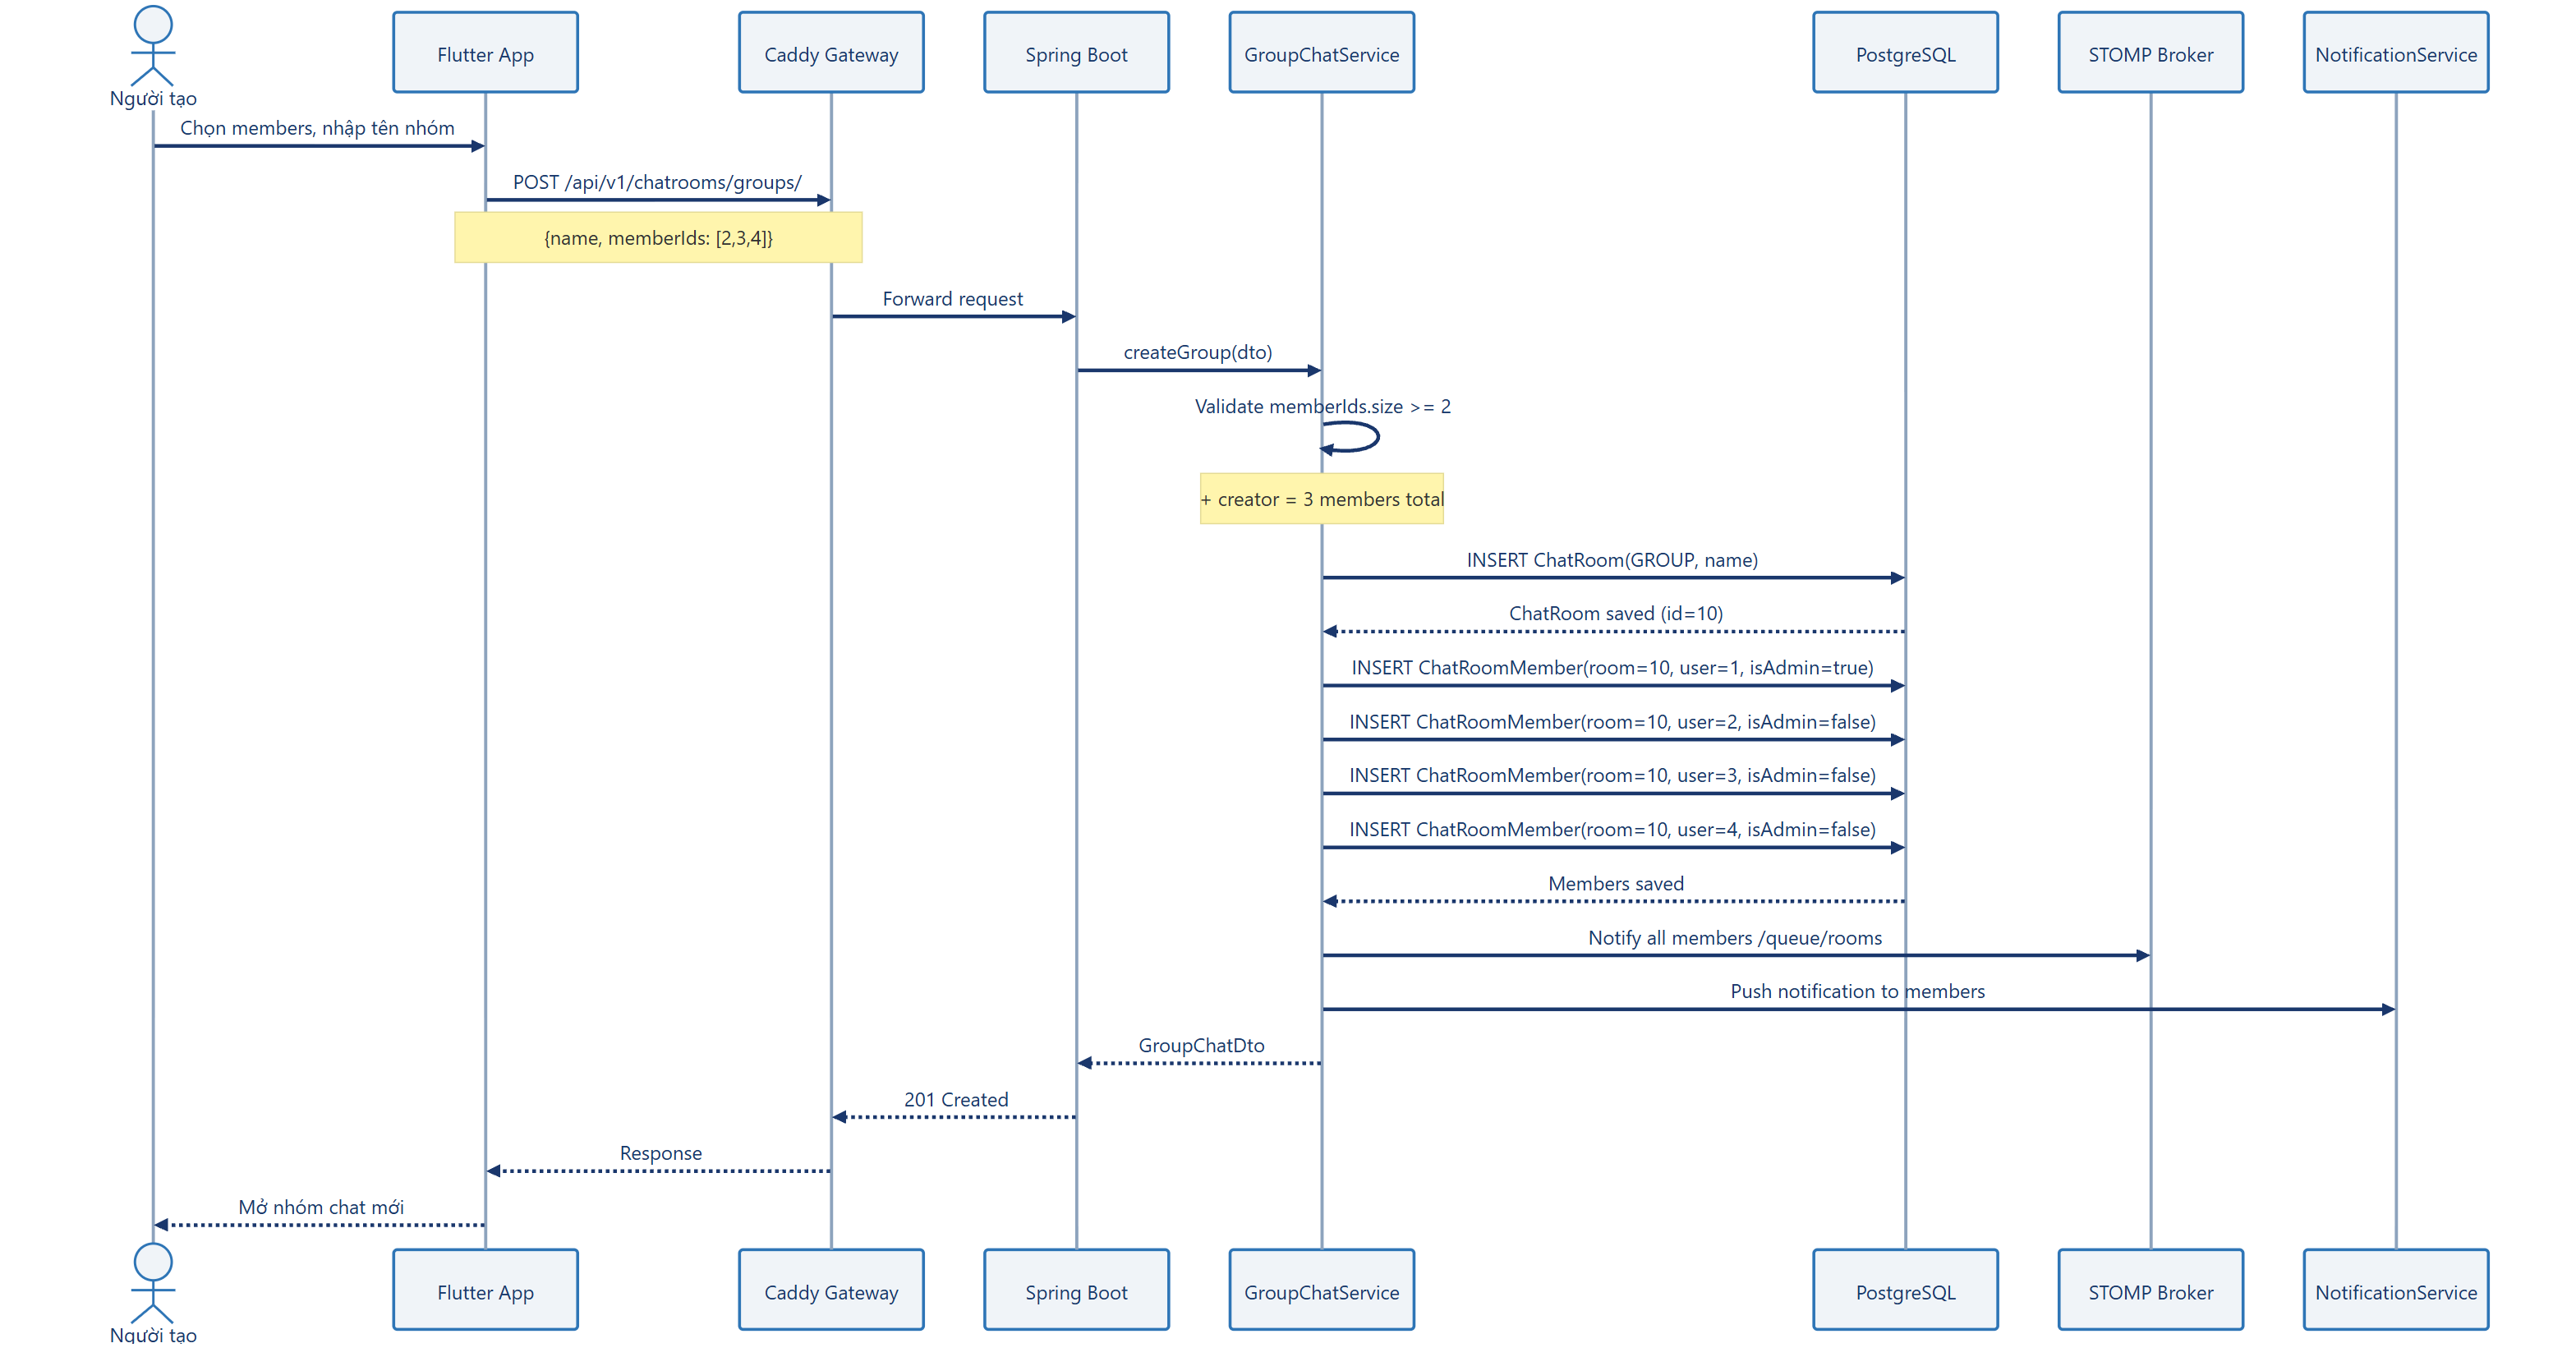 Người tạo
Flutter App
Caddy Gateway
Spring Boot
GroupChatService
PostgreSQL
STOMP Broker
NotificationService
Chọn members, nhập tên nhóm
POST /api/v1/chatrooms/groups/
{name, memberIds: [2,3,4]}
Forward request
createGroup(dto)
Validate memberIds.size >= 2
+ creator = 3 members total
INSERT ChatRoom(GROUP, name)
ChatRoom saved (id=10)
INSERT ChatRoomMember(room=10, user=1, isAdmin=true)
INSERT ChatRoomMember(room=10, user=2, isAdmin=false)
INSERT ChatRoomMember(room=10, user=3, isAdmin=false)
INSERT ChatRoomMember(room=10, user=4, isAdmin=false)
Members saved
Notify all members /queue/rooms
Push notification to members
GroupChatDto
201 Created
Response
Mở nhóm chat mới
Người tạo
Flutter App
Caddy Gateway
Spring Boot
GroupChatService
PostgreSQL
STOMP Broker
NotificationService